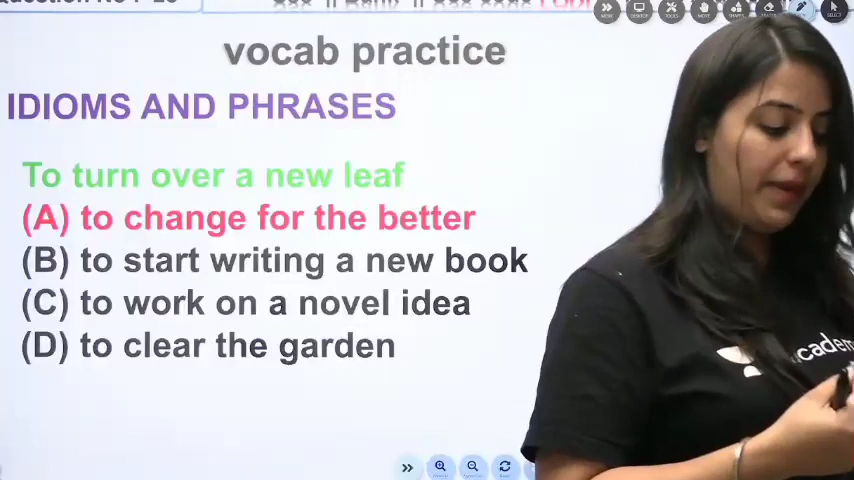 vocab practice
IDIOMS AND PHRASES
To turn over a new leaf
(A) to change for the better
(B) to start writing a new book
(C) to work on a novel idea
(D) to clear the garden